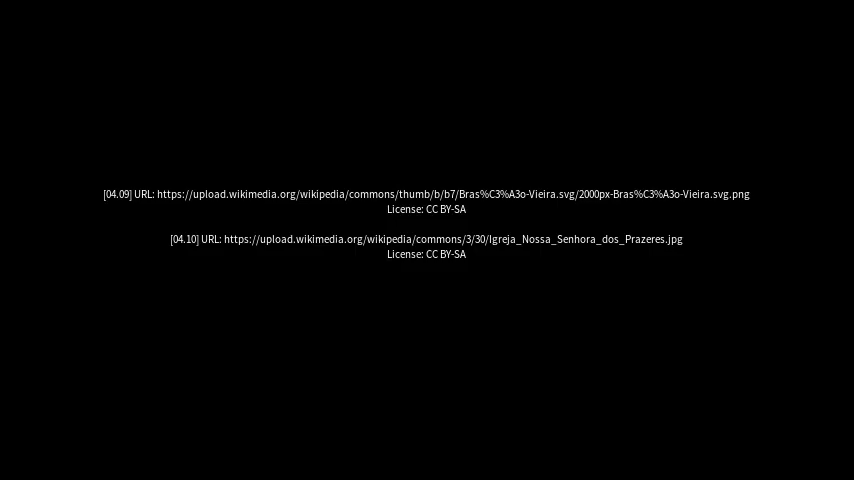 [04.09] URL: https://upload.wikimedia.org/wikipedia/commons/thumb/b/b7/Bras%C3%A3o-Vieira.svg/2000px-Bras%C3%A3o-Vieira.svg.png
License: CC BY-SA
[04.10] URL: https://upload.wikimedia.org/wikipedia/commons/3/30/Igreja_Nossa_Senhora_dos_Prazeres.jpg
License: CC BY-SA